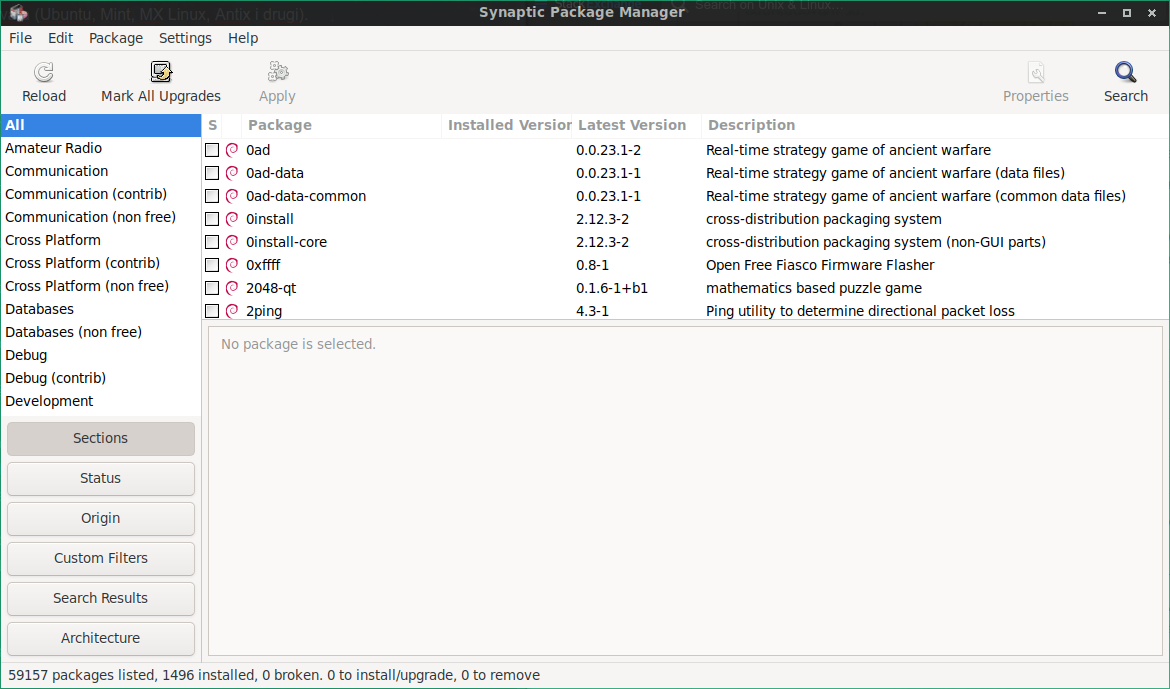 (Ubuntu, Mint, MX Linux, Antix i drugi).
Search on Unix & Linux...
Synaptic Package Manager
File Edit Package Settings Help
Reload Mark All Upgrades Apply Properties Search
All
Amateur Radio
Communication
Communication (contrib)
Communication (non free)
Cross Platform
Cross Platform (contrib)
Cross Platform (non free)
Databases
Databases (non free)
Debug
Debug (contrib)
Development
Sections
Status
Origin
Custom Filters
Search Results
Architecture
S Package Installed Version Latest Version Description
0ad 0.0.23.1-2 Real-time strategy game of ancient warfare
0ad-data 0.0.23.1-1 Real-time strategy game of ancient warfare (data files)
0ad-data-common 0.0.23.1-1 Real-time strategy game of ancient warfare (common data files)
0install 2.12.3-2 cross-distribution packaging system
0install-core 2.12.3-2 cross-distribution packaging system (non-GUI parts)
0xffff 0.8-1 Open Free Fiasco Firmware Flasher
2048-qt 0.1.6-1+b1 mathematics based puzzle game
2ping 4.3-1 Ping utility to determine directional packet loss
No package is selected.
59157 packages listed, 1496 installed, 0 broken. 0 to install/upgrade, 0 to remove